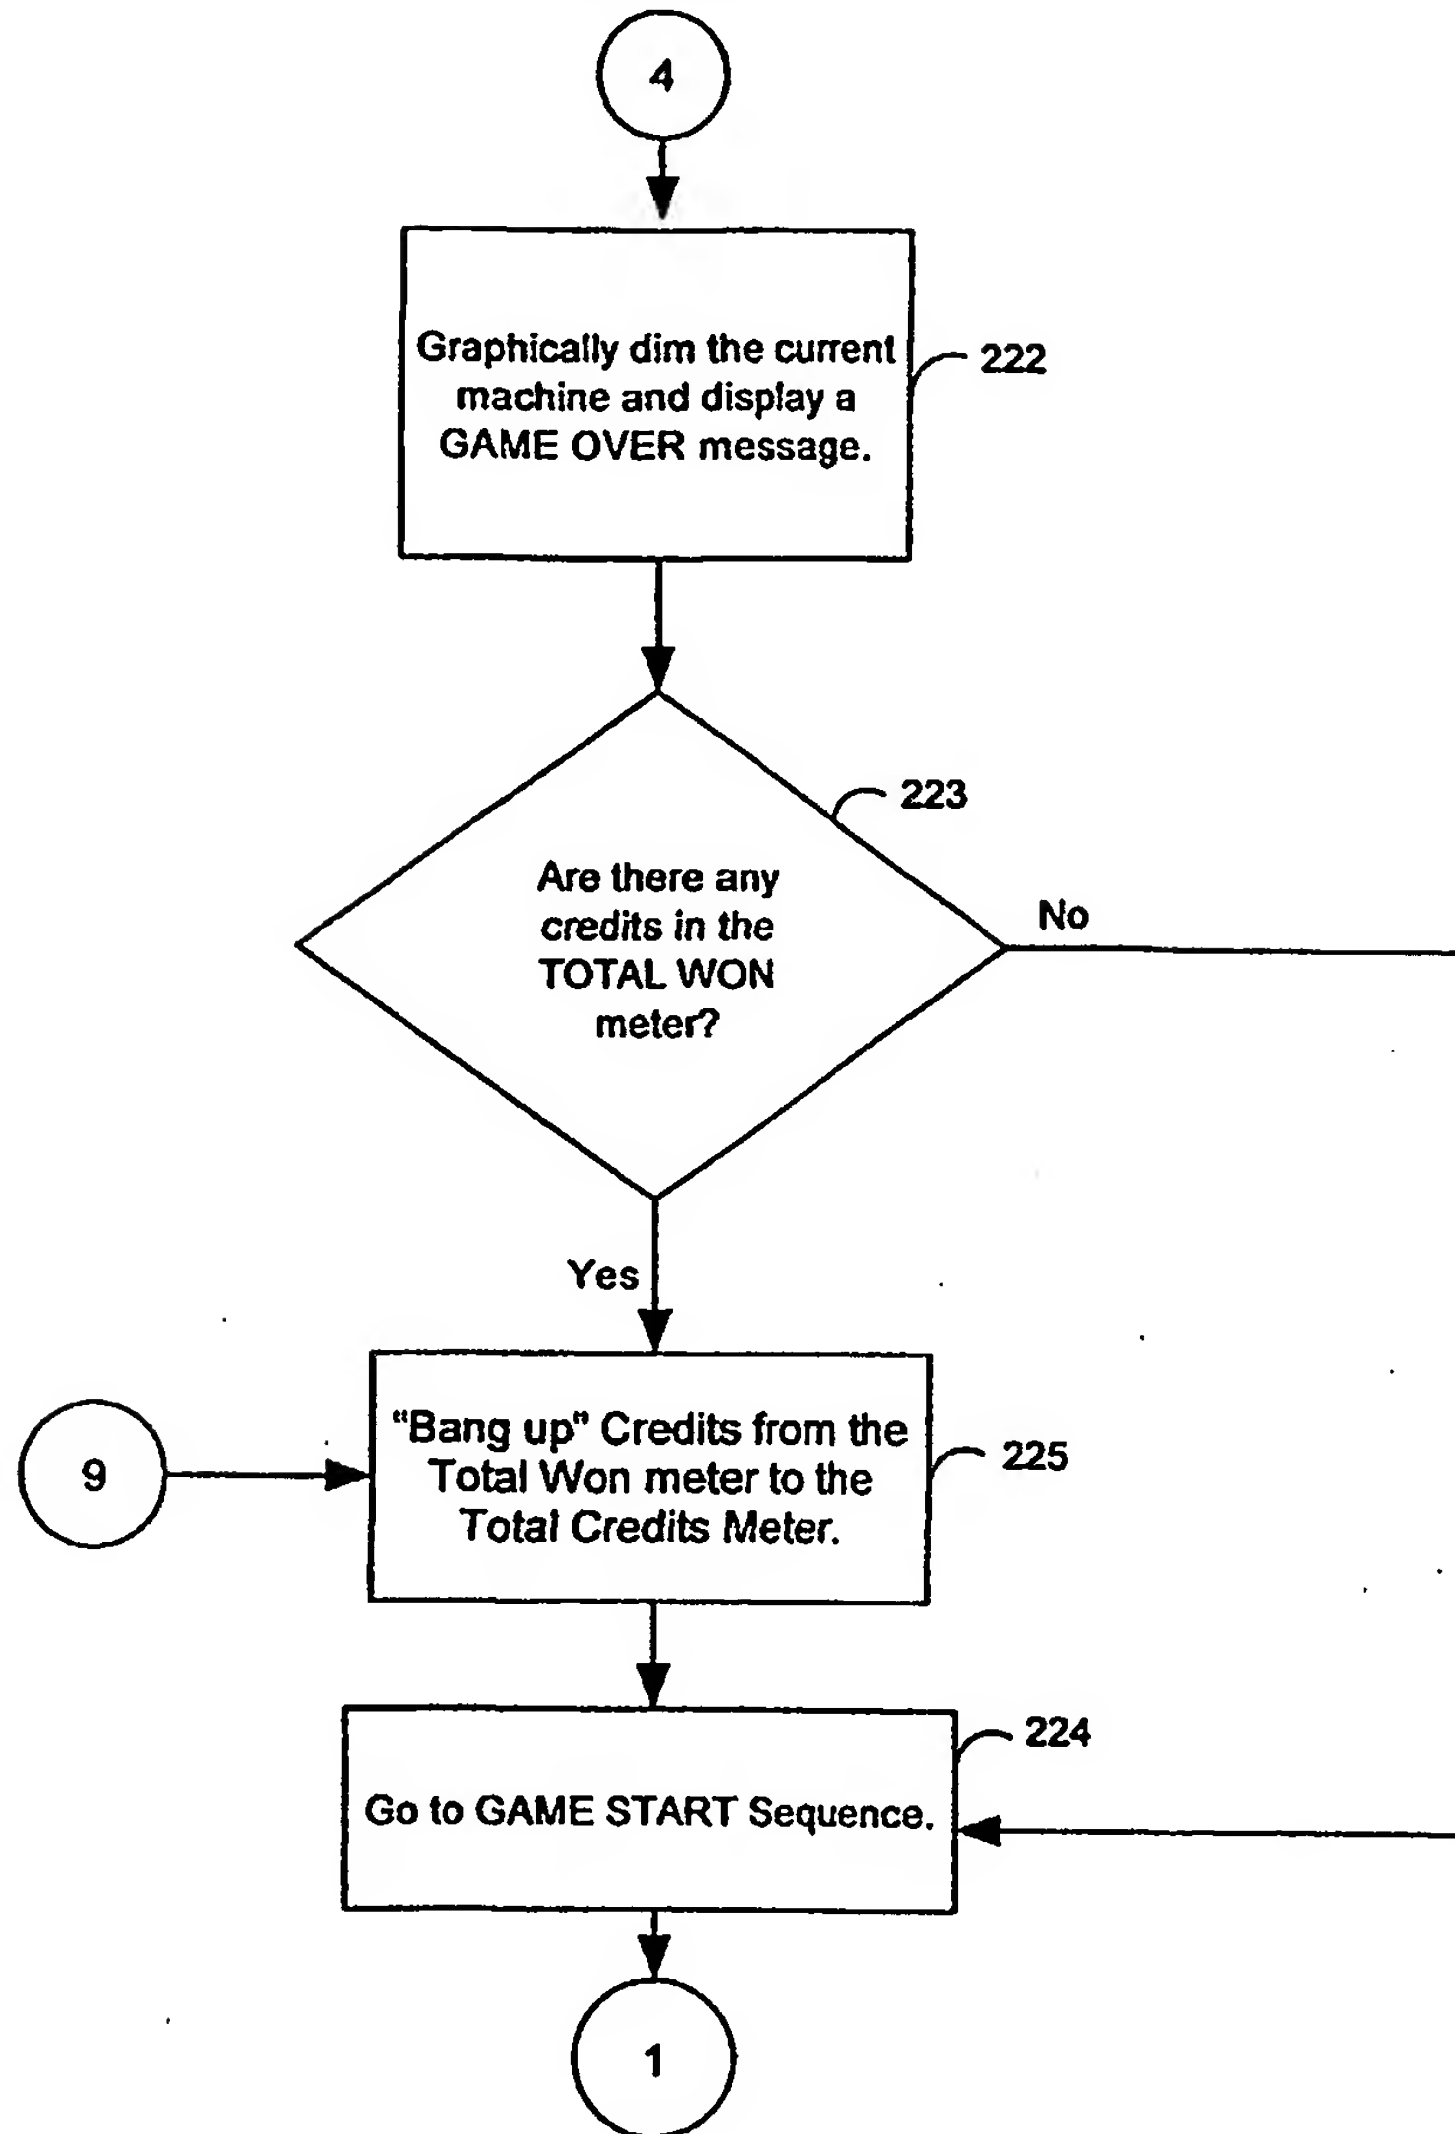 4
Graphically dim the current
machine and display a
GAME OVER message.
222
223
Are there any
credits in the
TOTAL WON
meter?
No
Yes
9
"Bang up" Credits from the
Total Won meter to the
Total Credits Meter.
225
224
Go to GAME START Sequence.
1